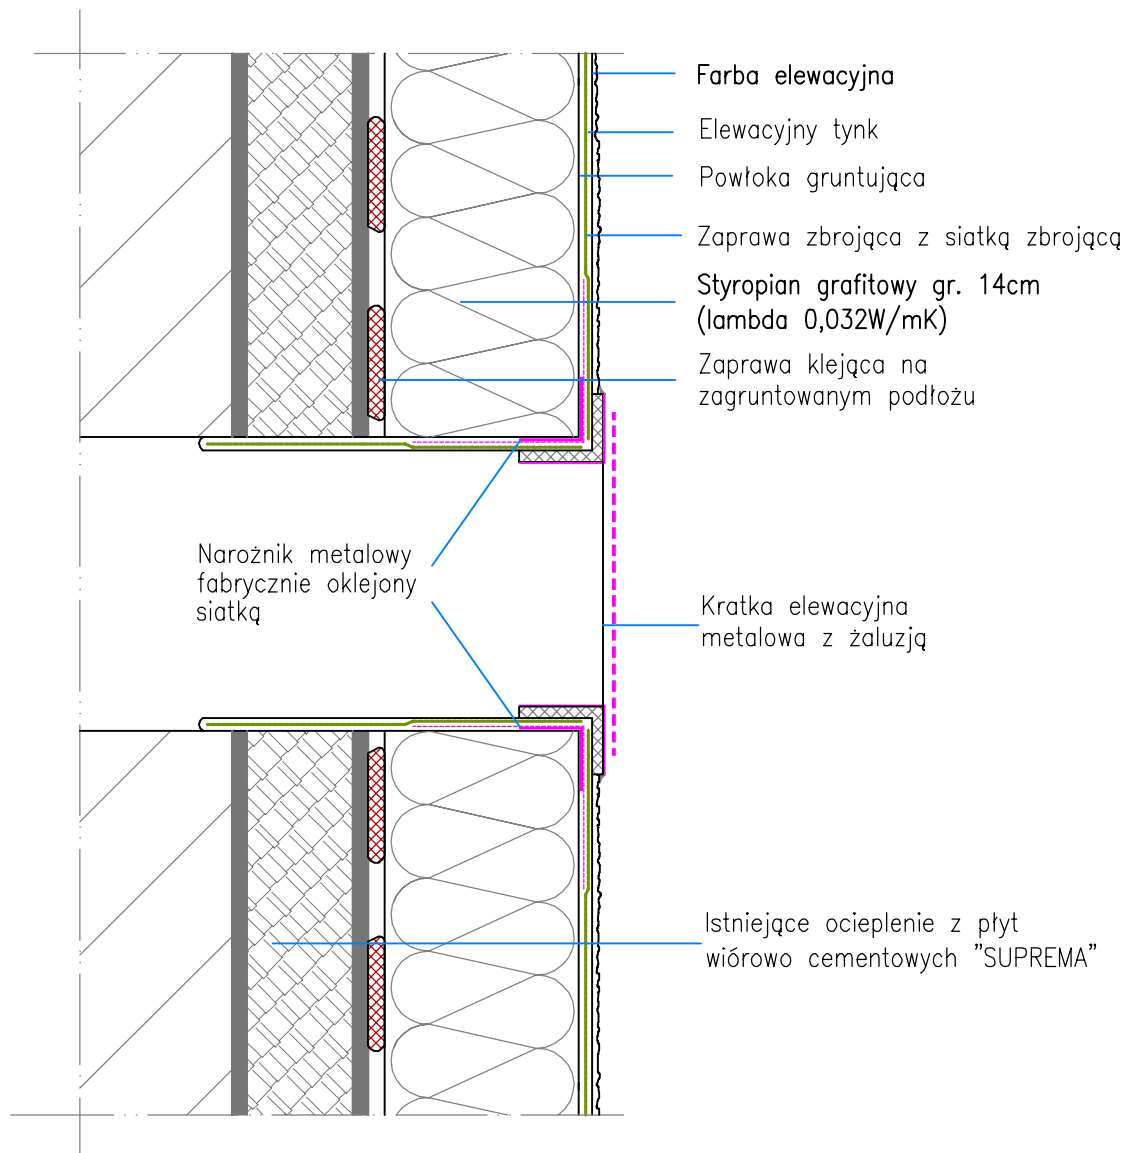 Farba elewacyjna
Elewacyjny tynk
Powłoka gruntująca
Zaprawa zbrojąca z siatką zbrojącą
Styropian grafitowy gr. 14cm
(lambda 0,032W/mK)
Zaprawa klejąca na
zagruntowanym podłożu
Narożnik metalowy
fabrycznie oklejony
siatką
Kratka elewacyjna
metalowa z żaluzją
Istniejące ocieplenie z płyt
wiórowo cementowych ”SUPREMA”